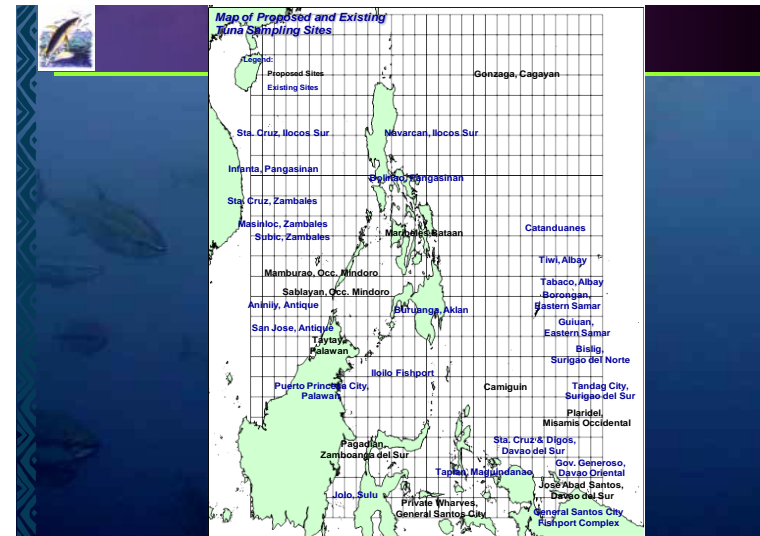 Map of Proposed and Existing
Tuna Sampling Sites
Legend:
Proposed Sites
Existing Sites
Gonzaga, Cagayan
Sta. Cruz, Ilocos Sur
Navarcan, Ilocos Sur
Infanta, Pangasinan
Bolinao, Pangasinan
Sta. Cruz, Zambales
Masinloc, Zambales
Subic, Zambales
Mariveles, Bataan
Catanduanes
Tiwi, Albay
Mamburao, Occ. Mindoro
Tabaco, Albay
Sablayan, Occ. Mindoro
Borongan,
Eastern Samar
Aniniiy, Antique
Buruanga, Aklan
San Jose, Antique
Guiuan,
Eastern Samar
Taytay,
Palawan
Bislig,
Surigao del Norte
Iloilo Fishport
Puerto Princesa City,
Palawan
Camiguin
Tandag City,
Surigao del Sur
Plaridel,
Misamis Occidental
Pagadian,
Zamboanga del Sur
Sta. Cruz & Digos,
Davao del Sur
Gov. Generoso,
Davao Oriental
Tapian, Maguindanao
Jose Abad Santos,
Davao del Sur
Jolo, Sulu
Private Wharves,
General Santos City
General Santos City
Fishport Complex